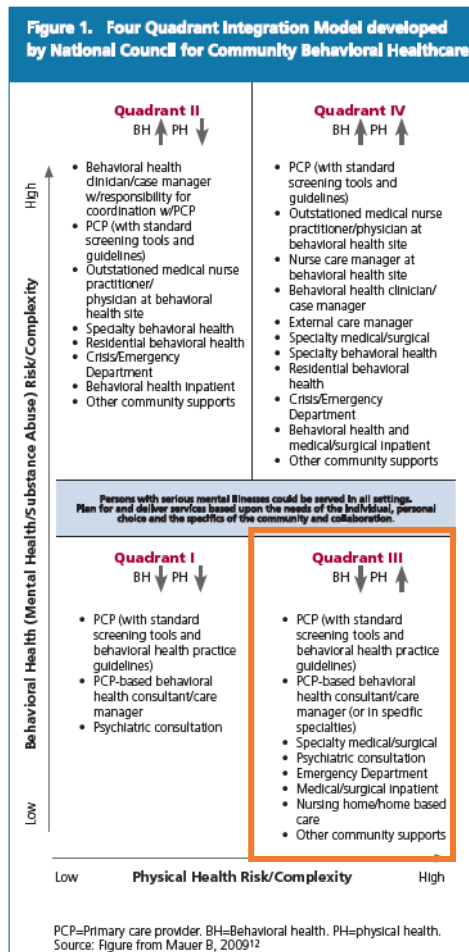 Figure 1. Four Quadrant Integration Model developed
by National Council for Community Behavioral Healthcare
Quadrant II
BH PH
• Behavioral health
clinician/case manager
w/responsibility for
coordination w/PCP
• PCP (with standard
screening tools and
guidelines)
• Outstationed medical nurse
practitioner/
physician at behavioral
health site
• Specialty behavioral health
• Residential behavioral health
• Crisis/Emergency
Department
• Behavioral health inpatient
• Other community supports
Quadrant IV
BH PH
• PCP (with standard
screening tools and
guidelines)
• Outstationed medical nurse
practitioner/physician at
behavioral health site
• Nurse care manager at
behavioral health site
• Behavioral health clinician/
case manager
• External care manager
• Specialty medical/surgical
• Specialty behavioral health
• Residential behavioral
health
• Crisis/Emergency
Department
• Behavioral health and
medical/surgical inpatient
• Other community supports
Persons with serious mental illnesses could be served in all settings.
Plan for and deliver services based upon the needs of the individual, personal
choice and the specifics of the community and collaboration.
Quadrant I
BH PH
• PCP (with standard
screening tools and
behavioral health practice
guidelines)
• PCP-based behavioral
health consultant/care
manager
• Psychiatric consultation
Quadrant III
BH PH
• PCP (with standard
screening tools and
behavioral health practice
guidelines)
• PCP-based behavioral
health consultant/care
manager (or in specific
specialties)
• Specialty medical/surgical
• Psychiatric consultation
• Emergency Department
• Medical/surgical inpatient
• Nursing home/home based
care
• Other community supports
High
Behavioral Health (Mental Health/Substance Abuse) Risk/Complexity
Low
Low Physical Health Risk/Complexity High
PCP=Primary care provider. BH=Behavioral health. PH=physical health.
Source: Figure from Mauer B, 2009¹²